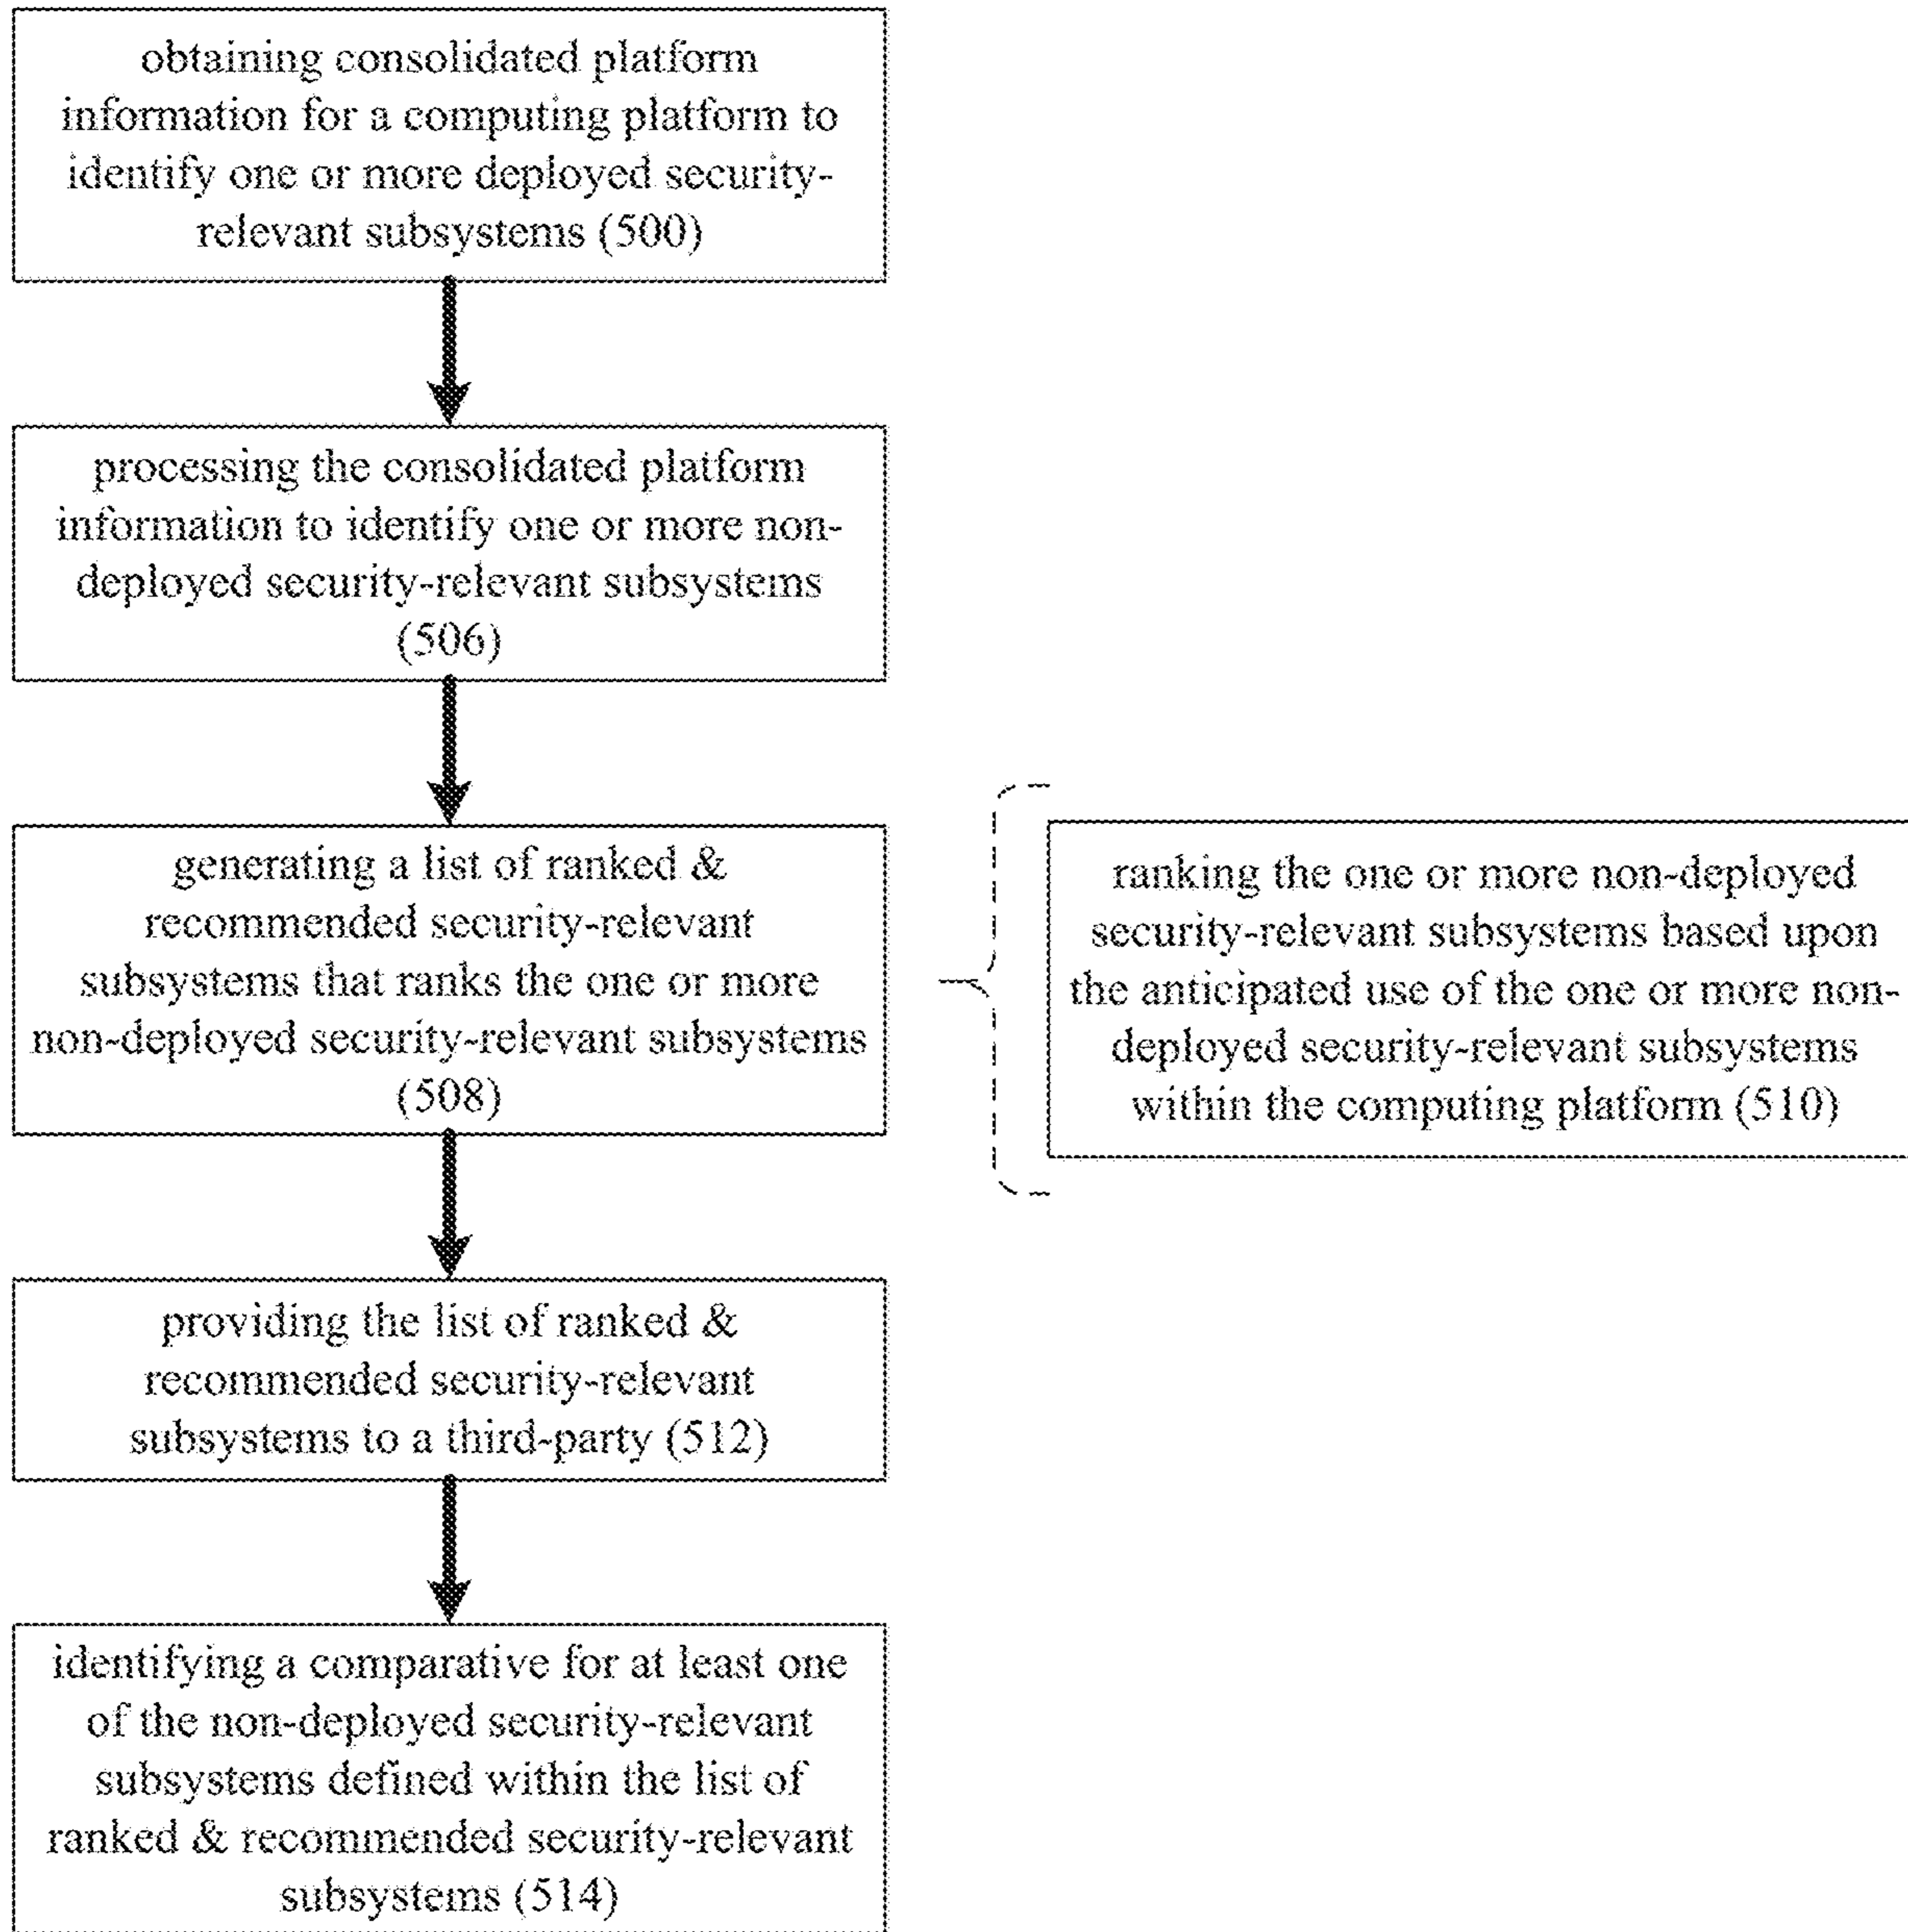 obtaining consolidated platform
information for a computing platform to
identify one or more deployed security-
relevant subsystems (500)
processing the consolidated platform
information to identify one or more non-
deployed security-relevant subsystems
(506)
generating a list of ranked &
recommended security-relevant
subsystems that ranks the one or more
non-deployed security-relevant subsystems
(508)
ranking the one or more non-deployed
security-relevant subsystems based upon
the anticipated use of the one or more non-
deployed security-relevant subsystems
within the computing platform (510)
providing the list of ranked &
recommended security-relevant
subsystems to a third-party (512)
identifying a comparative for at least one
of the non-deployed security-relevant
subsystems defined within the list of
ranked & recommended security-relevant
subsystems (514)